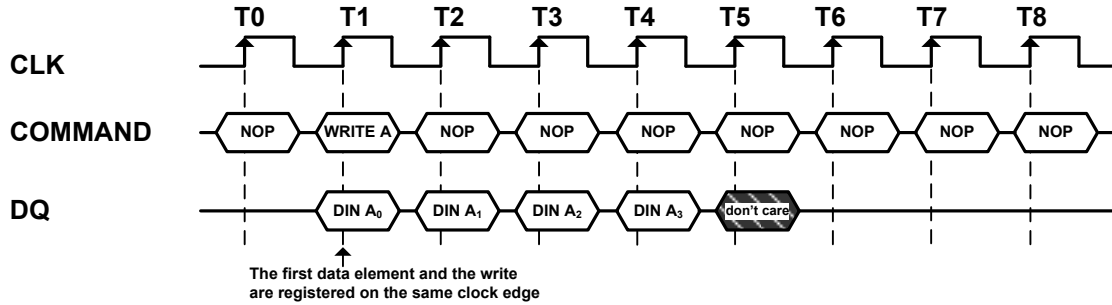 T0 T1 T2 T3 T4 T5 T6 T7 T8
CLK
COMMAND NOP WRITE A NOP NOP NOP NOP NOP NOP NOP
DQ DIN A₀ DIN A₁ DIN A₂ DIN A₃ don't care
The first data element and the write
are registered on the same clock edge